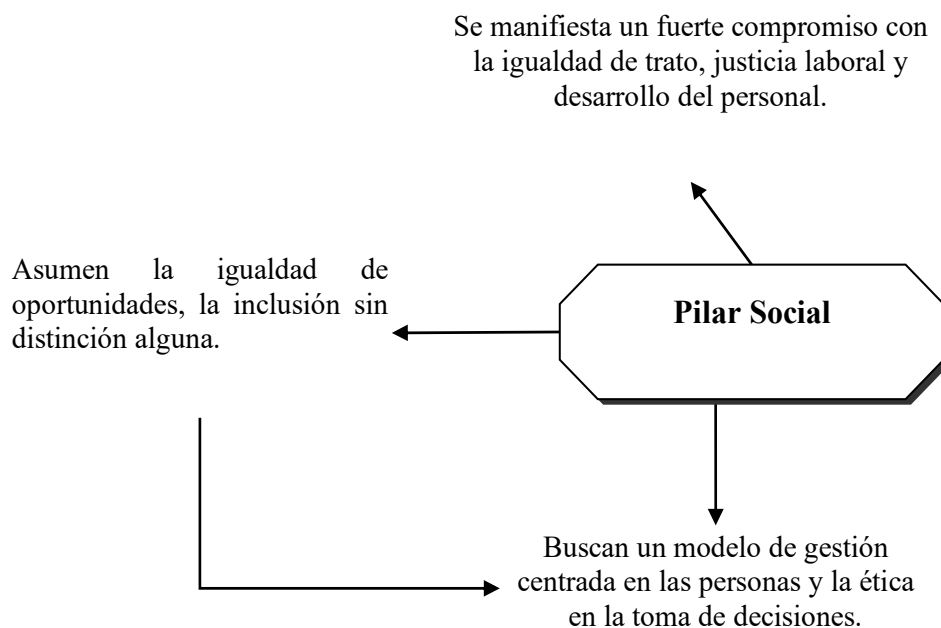 Se manifiesta un fuerte compromiso con
la igualdad de trato, justicia laboral y
desarrollo del personal.
Asumen la igualdad de
oportunidades, la inclusión sin
distinción alguna.
Pilar Social
Buscan un modelo de gestión
centrada en las personas y la ética
en la toma de decisiones.